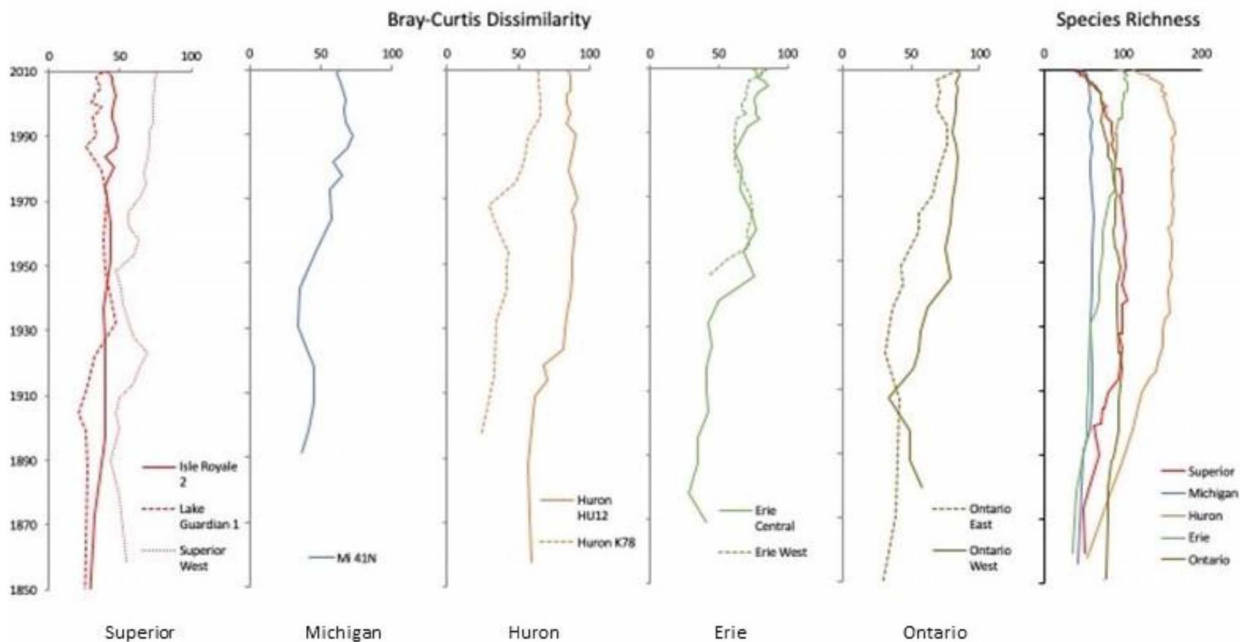 Bray-Curtis Dissimilarity
Species Richness
0 50 100
0 50 100
0 50 100
0 50 100
0 50 100
0 100 200
2010
1990
1970
1950
1930
1910
1890
1870
1850
Isle Royale
2
Lake
Guardian 1
Superior
West
Mi 41N
Huron
HU12
Huron K78
Erie
Central
Erie West
Ontario
East
Ontario
West
Superior
Michigan
Huron
Erie
Ontario
Superior
Michigan
Huron
Erie
Ontario